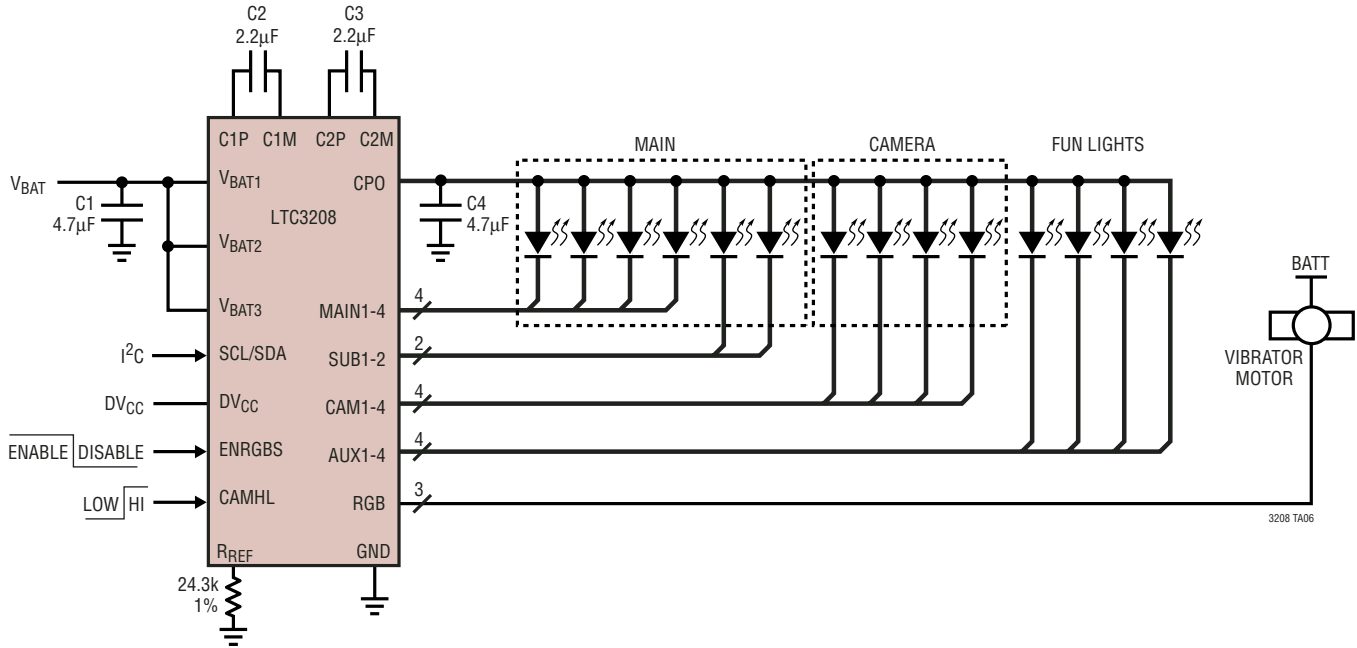 C2
2.2µF
C3
2.2µF
C1P C1M C2P C2M
MAIN
CAMERA
FUN LIGHTS
VBAT
VBAT1
CPO
C1
4.7µF
LTC3208
C4
4.7µF
VBAT2
BATT
VBAT3
MAIN1-4
4
I2C
SCL/SDA
SUB1-2
2
VIBRATOR
MOTOR
DVCC
DVCC
CAM1-4
4
ENABLE DISABLE
ENRGBS
AUX1-4
4
LOW HI
CAMHL
RGB
3
3208 TA06
RREF
GND
24.3k
1%